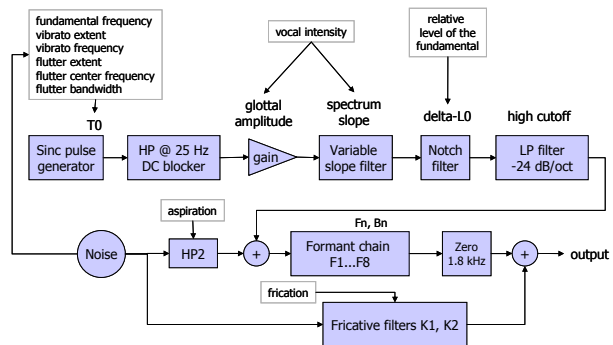 fundamental frequency
vibrato extent
vibrato frequency
flutter extent
flutter center frequency
flutter bandwidth
vocal intensity
relative
level of the
fundamental
T0
glottal
amplitude
spectrum
slope
delta-L0
high cutoff
Sinc pulse
generator
HP @ 25 Hz
DC blocker
gain
Variable
slope filter
Notch
filter
LP filter
-24 dB/oct
aspiration
Fn, Bn
Noise
HP2
+
Formant chain
F1...F8
Zero
1.8 kHz
+
output
frication
Fricative filters K1, K2